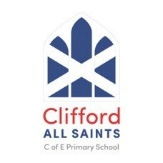 Clifford
ALL SAINTS
C of E Primary School